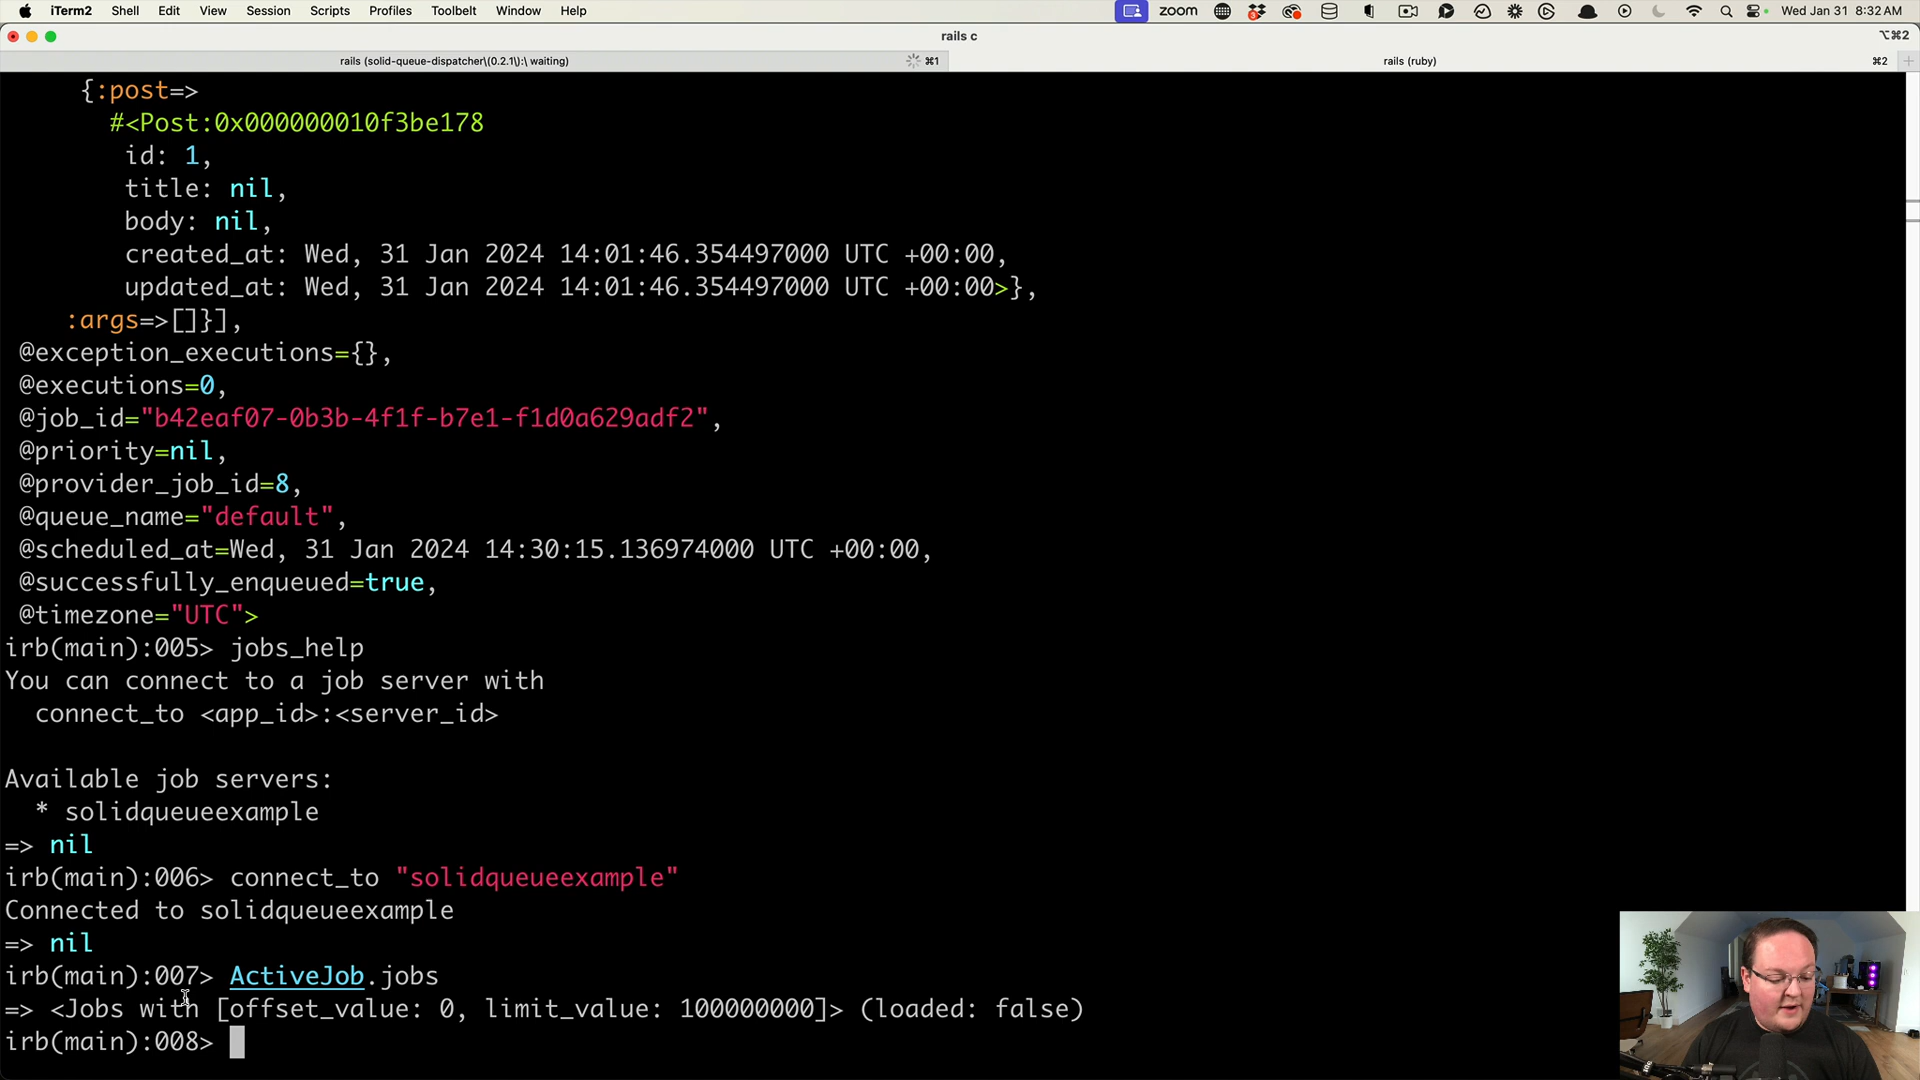 iTerm2 Shell Edit View Session Scripts Profiles Toolbelt Window Help zoom 3 Wed Jan 31 8:32 AM
rails c ⌥⌘2
rails (solid-queue-dispatcher\(0.2.1\):\ waiting) ⌘1 rails (ruby) ⌘2
{:post=>
#<Post:0x000000010f3be178
id: 1,
title: nil,
body: nil,
created_at: Wed, 31 Jan 2024 14:01:46.354497000 UTC +00:00,
updated_at: Wed, 31 Jan 2024 14:01:46.354497000 UTC +00:00>},
:args=>[]}],
@exception_executions={},
@executions=0,
@job_id="b42eaf07-0b3b-4f1f-b7e1-f1d0a629adf2",
@priority=nil,
@provider_job_id=8,
@queue_name="default",
@scheduled_at=Wed, 31 Jan 2024 14:30:15.136974000 UTC +00:00,
@successfully_enqueued=true,
@timezone="UTC">
irb(main):005> jobs_help
You can connect to a job server with
connect_to <app_id>:<server_id>
Available job servers:
* solidqueueexample
=> nil
irb(main):006> connect_to "solidqueueexample"
Connected to solidqueueexample
=> nil
irb(main):007> ActiveJob.jobs
=> <Jobs with [offset_value: 0, limit_value: 100000000]> (loaded: false)
irb(main):008>